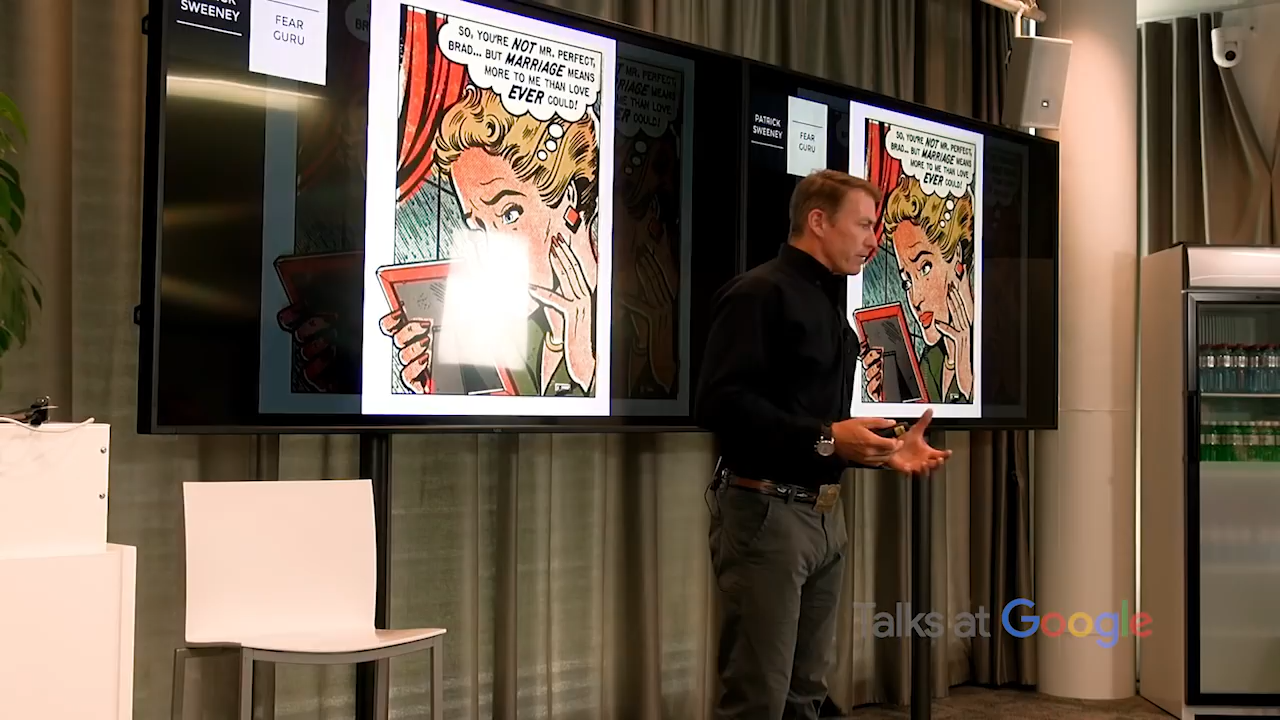 SWEENEY
FEAR
GURU
SO, YOU'RE NOT MR. PERFECT,
BRAD... BUT MARRIAGE MEANS
MORE TO ME THAN LOVE
EVER COULD!
PATRICK
SWEENEY
FEAR
GURU
SO, YOU'RE NOT MR. PERFECT,
BRAD... BUT MARRIAGE MEANS
MORE TO ME THAN LOVE
EVER COULD!
Talks at Google